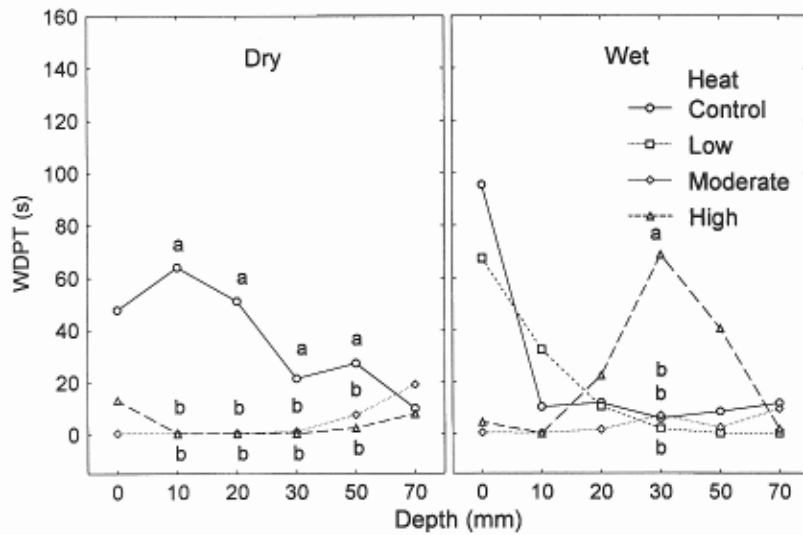 160
140
120
100
80
60
40
20
0
WDPT (s)
Dry
a
a
a
a
b
b
b
b
b
b
b
b
0 10 20 30 50 70
Wet
Heat
Control
Low
Moderate
High
a
b
b
b
0 10 20 30 50 70
Depth (mm)